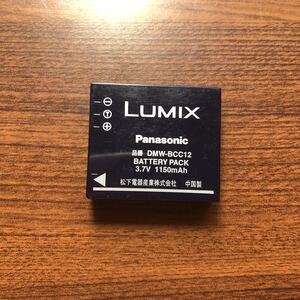 LUMIX
Panasonic
品番 DMW-BCC12
BATTERY PACK
3.7V 1150mAh
松下電器産業株式会社 中国製